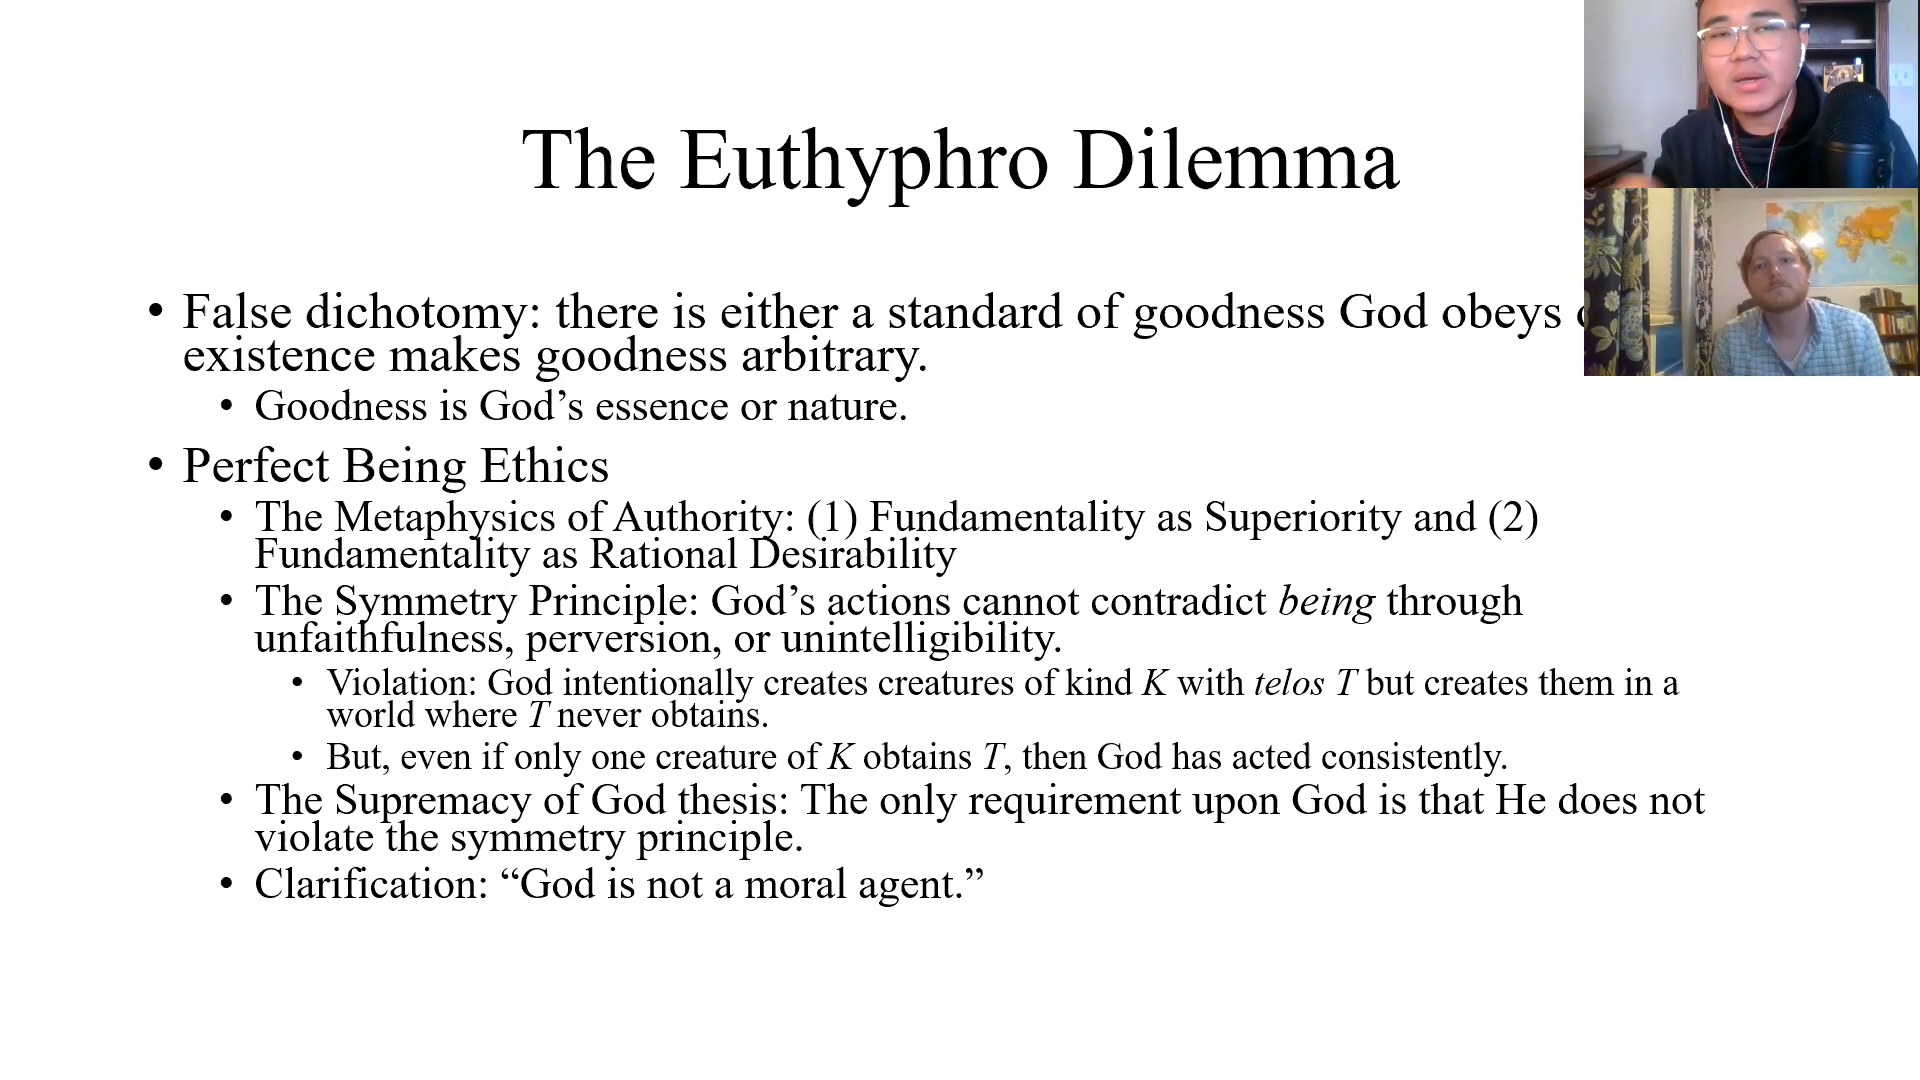 The Euthyphro Dilemma
• False dichotomy: there is either a standard of goodness God obeys
existence makes goodness arbitrary.
• Goodness is God’s essence or nature.
• Perfect Being Ethics
• The Metaphysics of Authority: (1) Fundamentality as Superiority and (2)
Fundamentality as Rational Desirability
• The Symmetry Principle: God’s actions cannot contradict being through
unfaithfulness, perversion, or unintelligibility.
• Violation: God intentionally creates creatures of kind K with telos T but creates them in a
world where T never obtains.
• But, even if only one creature of K obtains T, then God has acted consistently.
• The Supremacy of God thesis: The only requirement upon God is that He does not
violate the symmetry principle.
• Clarification: “God is not a moral agent.”